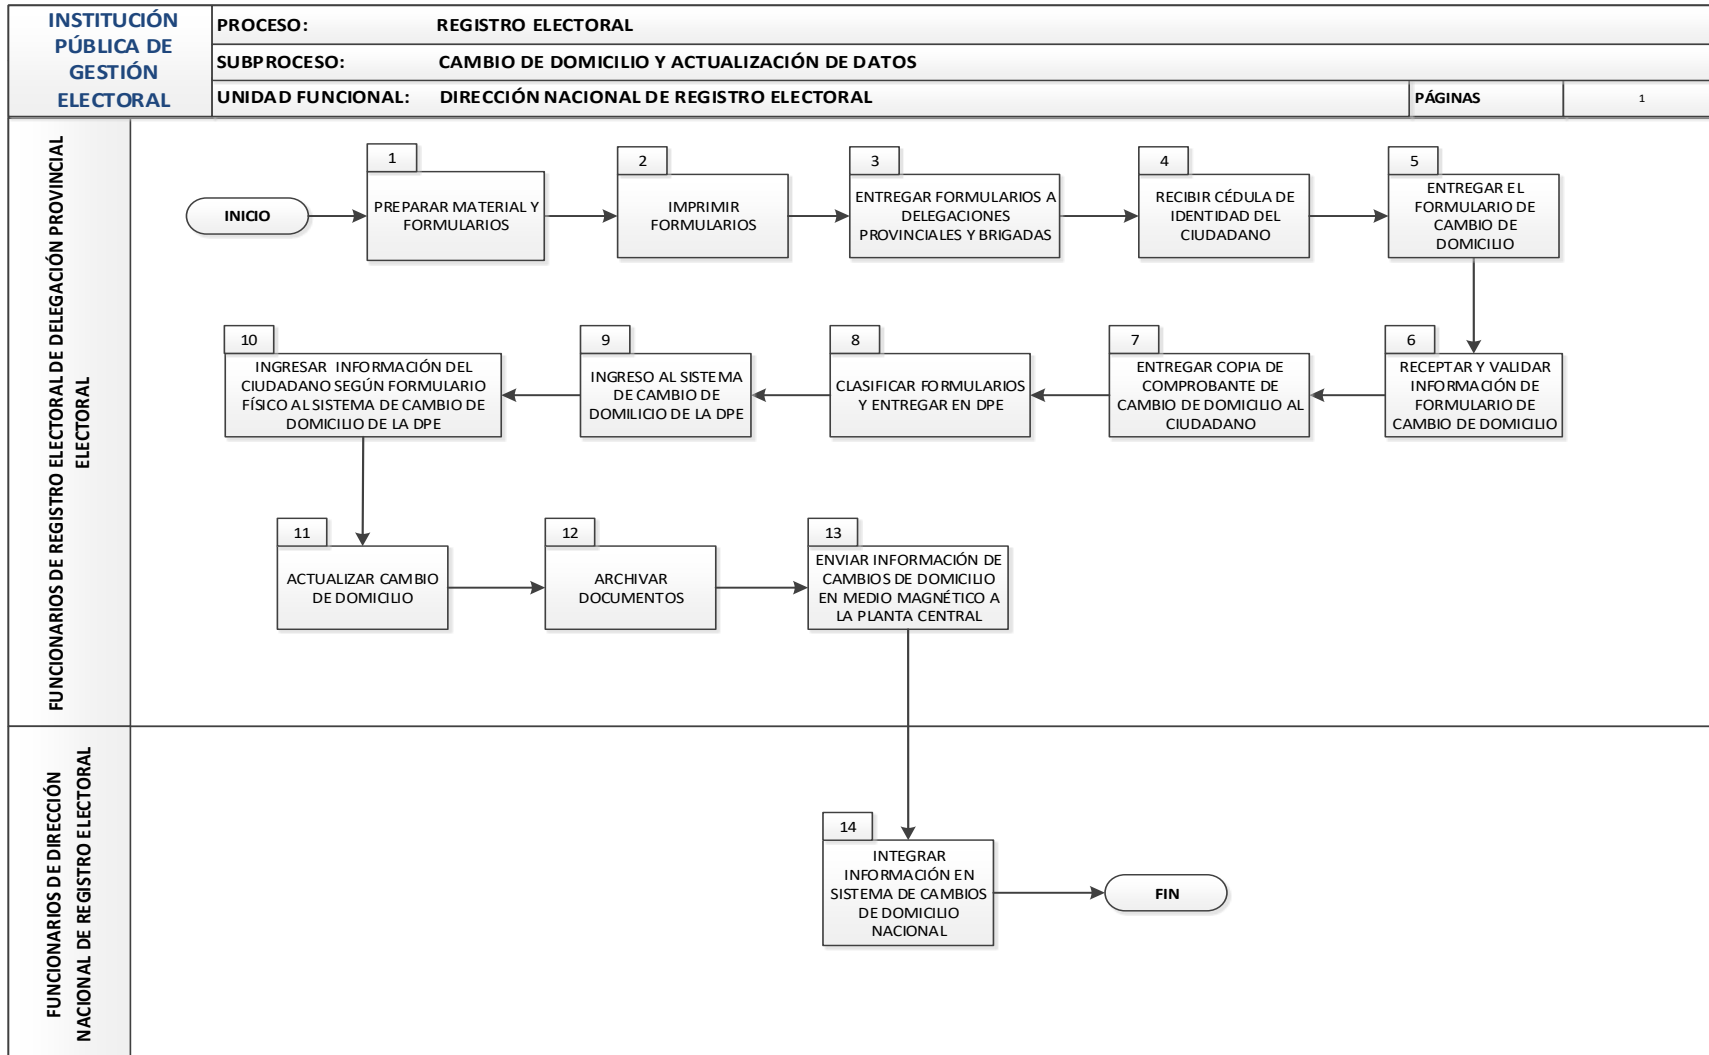 INSTITUCIÓN
PÚBLICA DE
GESTIÓN
ELECTORAL
PROCESO: REGISTRO ELECTORAL
SUBPROCESO: CAMBIO DE DOMICILIO Y ACTUALIZACIÓN DE DATOS
UNIDAD FUNCIONAL: DIRECCIÓN NACIONAL DE REGISTRO ELECTORAL
PÁGINAS 1
FUNCIONARIOS DE REGISTRO ELECTORAL DE DELEGACIÓN PROVINCIAL
ELECTORAL
INICIO
1
PREPARAR MATERIAL Y
FORMULARIOS
2
IMPRIMIR
FORMULARIOS
3
ENTREGAR FORMULARIOS A
DELEGACIONES
PROVINCIALES Y BRIGADAS
4
RECIBIR CÉDULA DE
IDENTIDAD DEL
CIUDADANO
5
ENTREGAR EL
FORMULARIO DE
CAMBIO DE
DOMICILIO
6
RECEPTAR Y VALIDAR
INFORMACIÓN DE
FORMULARIO DE
CAMBIO DE DOMICILIO
7
ENTREGAR COPIA DE
COMPROBANTE DE
CAMBIO DE DOMICILIO AL
CIUDADANO
8
CLASIFICAR FORMULARIOS
Y ENTREGAR EN DPE
9
INGRESO AL SISTEMA
DE CAMBIO DE
DOMILICIO DE LA DPE
10
INGRESAR INFORMACIÓN DEL
CIUDADANO SEGÚN FORMULARIO
FÍSICO AL SISTEMA DE CAMBIO DE
DOMICILIO DE LA DPE
11
ACTUALIZAR CAMBIO
DE DOMICILIO
12
ARCHIVAR
DOCUMENTOS
13
ENVIAR INFORMACIÓN DE
CAMBIOS DE DOMICILIO
EN MEDIO MAGNÉTICO A
LA PLANTA CENTRAL
FUNCIONARIOS DE DIRECCIÓN
NACIONAL DE REGISTRO ELECTORAL
14
INTEGRAR
INFORMACIÓN EN
SISTEMA DE CAMBIOS
DE DOMICILIO
NACIONAL
FIN